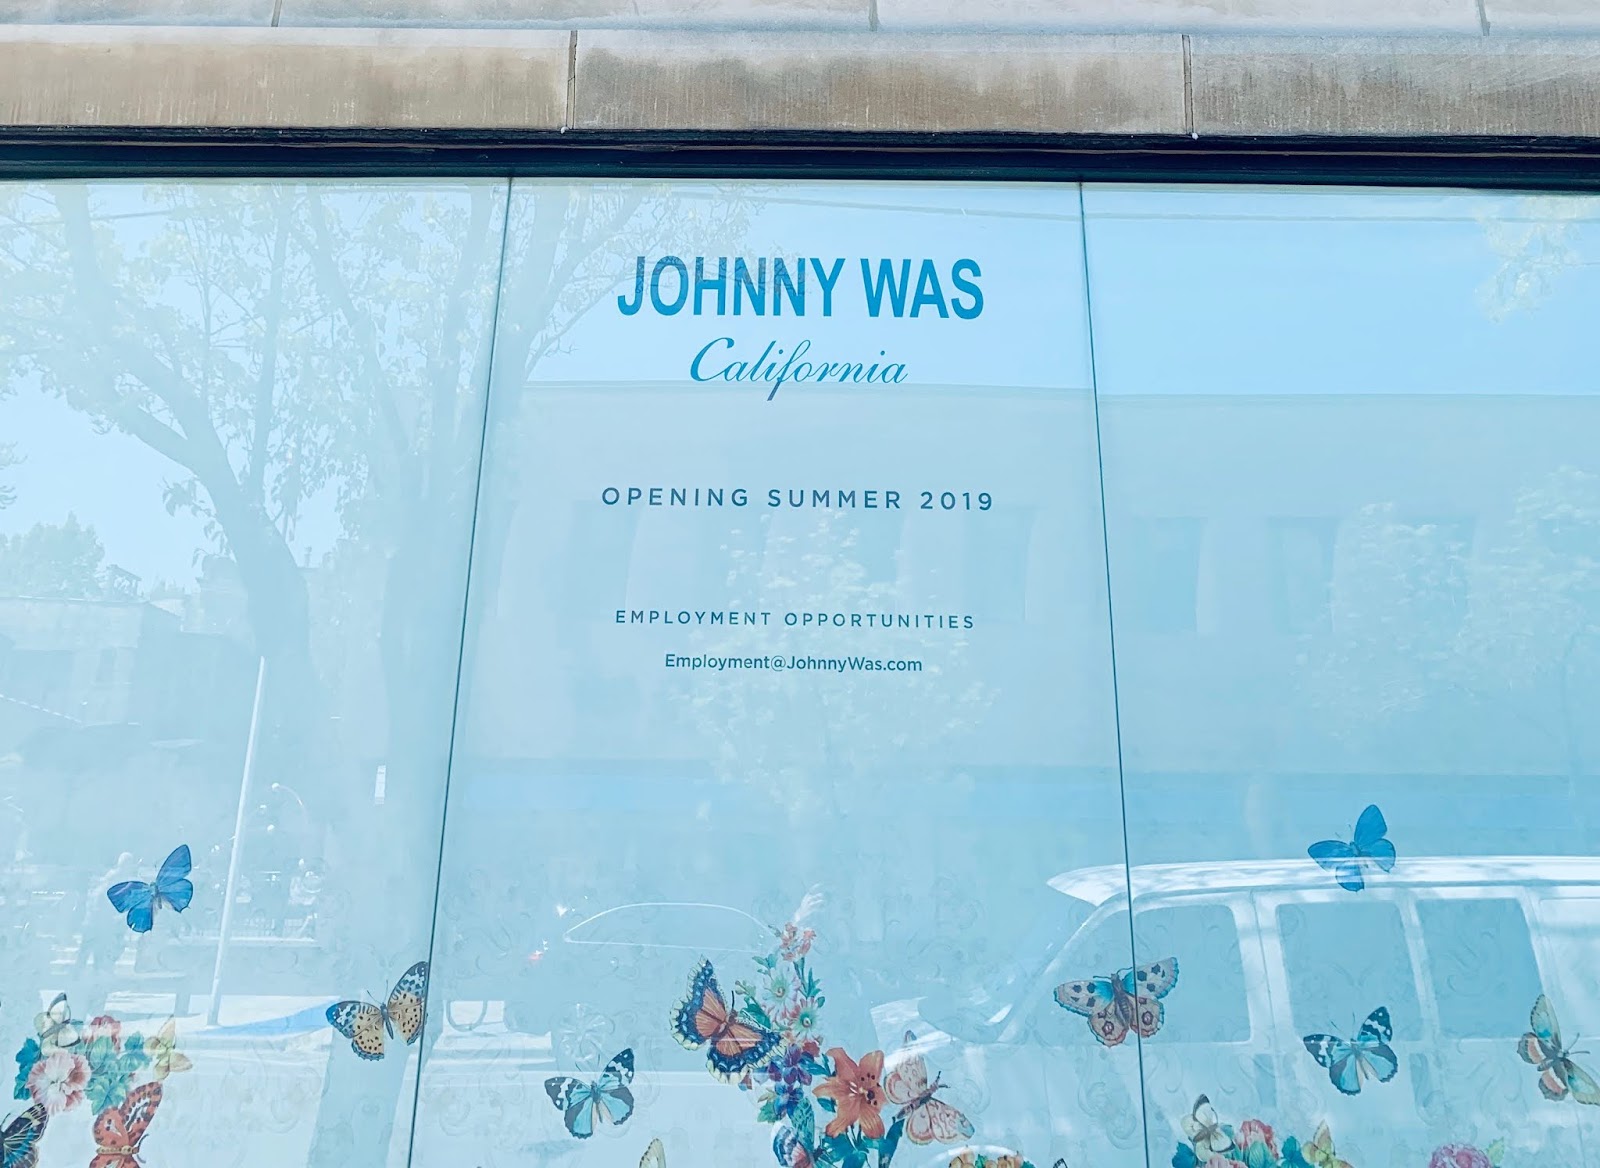 JOHNNY WAS
California
OPENING SUMMER 2019
EMPLOYMENT OPPORTUNITIES
Employment@JohnnyWas.com